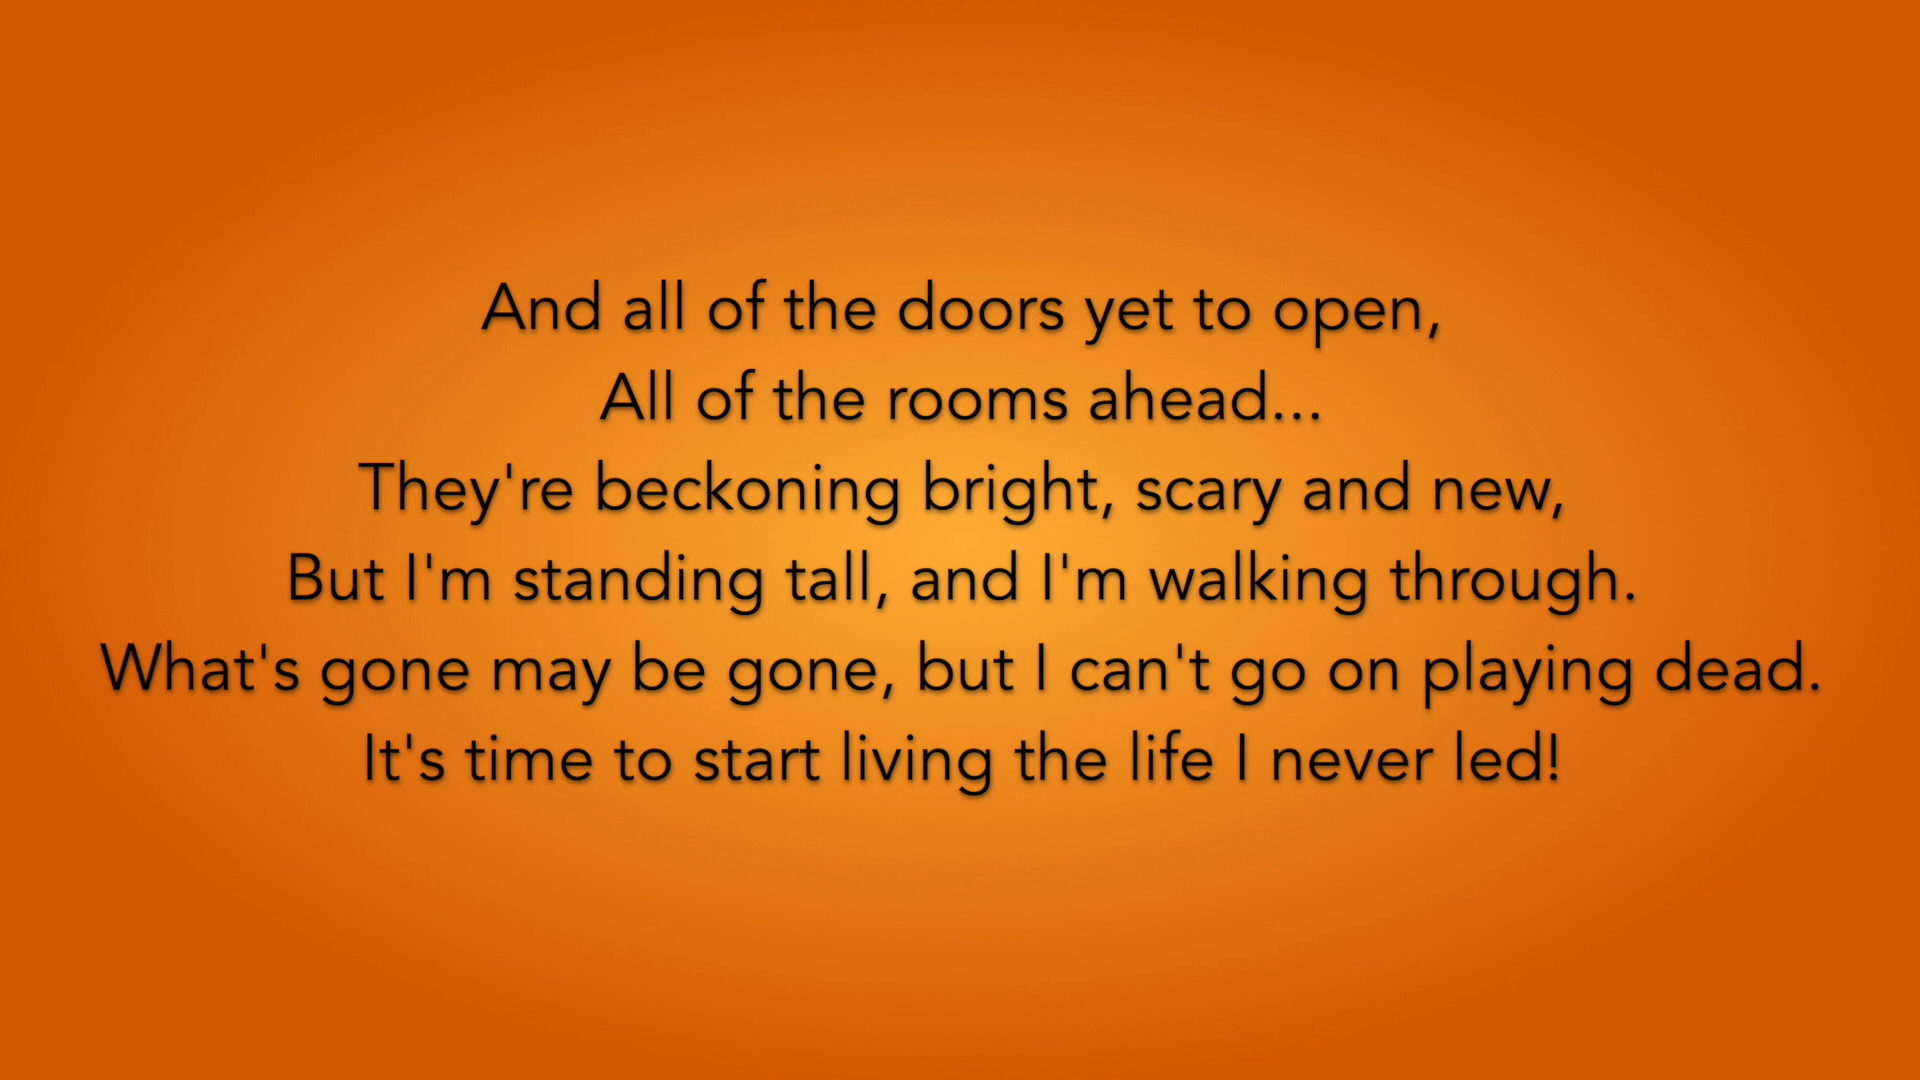 And all of the doors yet to open,
All of the rooms ahead...
They're beckoning bright, scary and new,
But I'm standing tall, and I'm walking through.
What's gone may be gone, but I can't go on playing dead.
It's time to start living the life I never led!